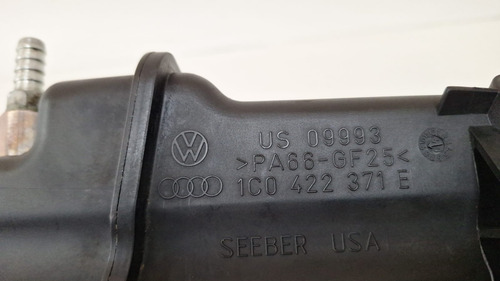 US 09993
>PA66-GF25<
1C0 422 371 E
SEEBER USA